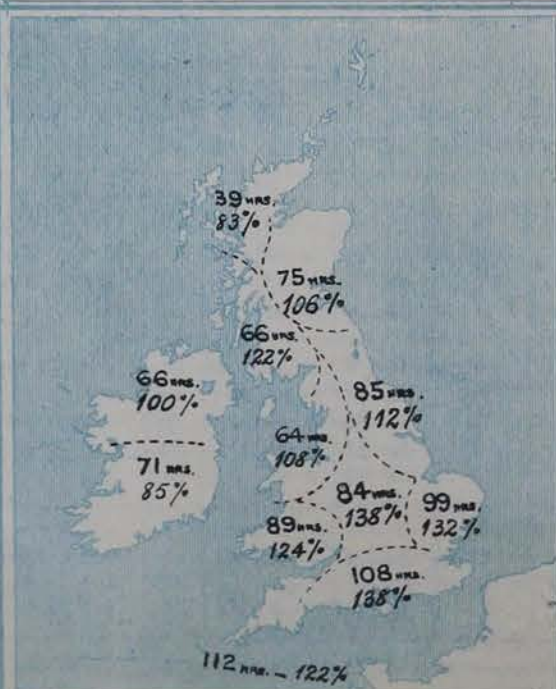 39 HRS.
83%
75 HRS.
106%
66 HRS.
122%
66 HRS.
100%
85 HRS.
112%
64 HRS.
108%
71 HRS.
85%
84 HRS.
138%
99 HRS.
132%
89 HRS.
124%
108 HRS.
138%
112 HRS. - 122%